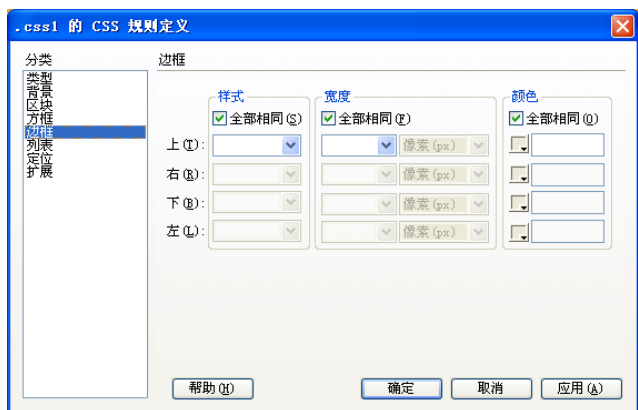 .css1 的 CSS 规则定义
分类
边框
类型
背景
区块
方框
边框
列表
定位
扩展
样式
宽度
颜色
全部相同(S)
全部相同(F)
全部相同(O)
上(T):
像素(px)
右(R):
像素(px)
下(B):
像素(px)
左(L):
像素(px)
帮助(H)
确定
取消
应用(A)